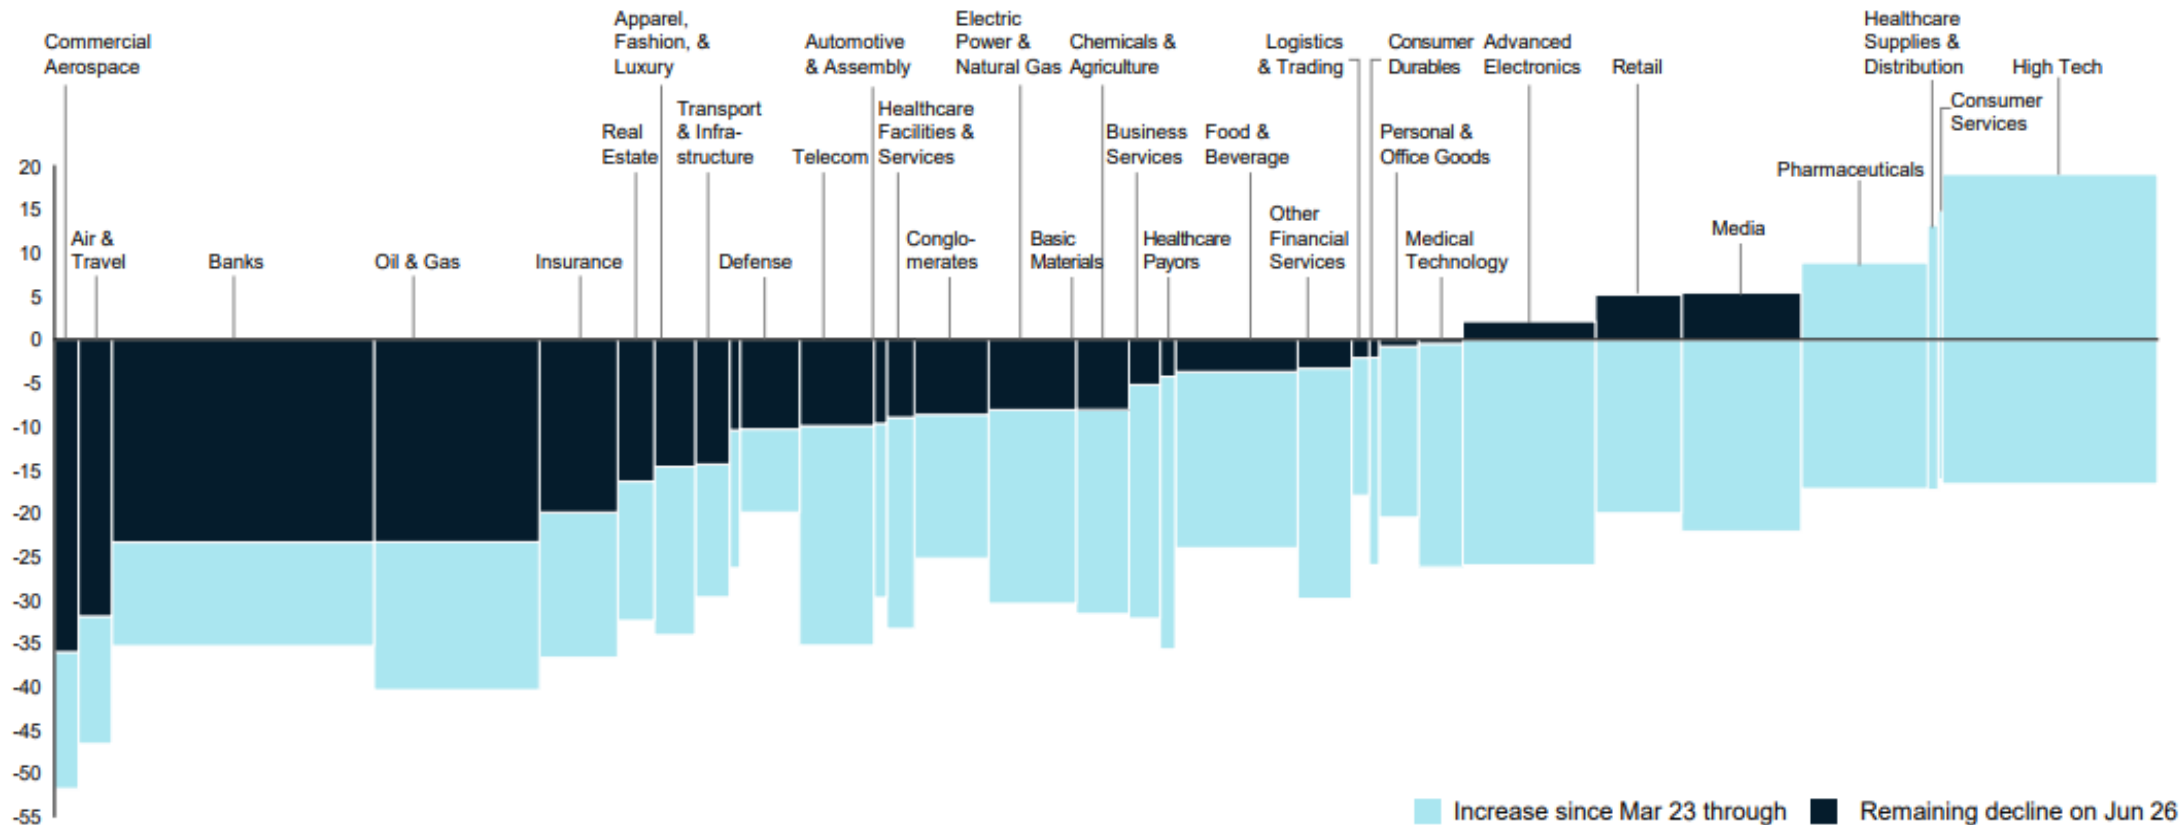 Commercial
Aerospace
Air &
Travel
Banks
Oil & Gas
Insurance
Real
Estate
Apparel,
Fashion, &
Luxury
Transport
& Infra-
structure
Defense
Telecom
Automotive
& Assembly
Healthcare
Facilities &
Services
Conglo-
merates
Electric
Power &
Natural Gas
Basic
Materials
Chemicals &
Agriculture
Business
Services
Healthcare
Payors
Food &
Beverage
Other
Financial
Services
Logistics
& Trading
Consumer
Durables
Personal &
Office Goods
Medical
Technology
Advanced
Electronics
Retail
Media
Pharmaceuticals
Healthcare
Supplies &
Distribution
Consumer
Services
High Tech
20
15
10
5
0
-5
-10
-15
-20
-25
-30
-35
-40
-45
-50
-55
Increase since Mar 23 through
Remaining decline on Jun 26